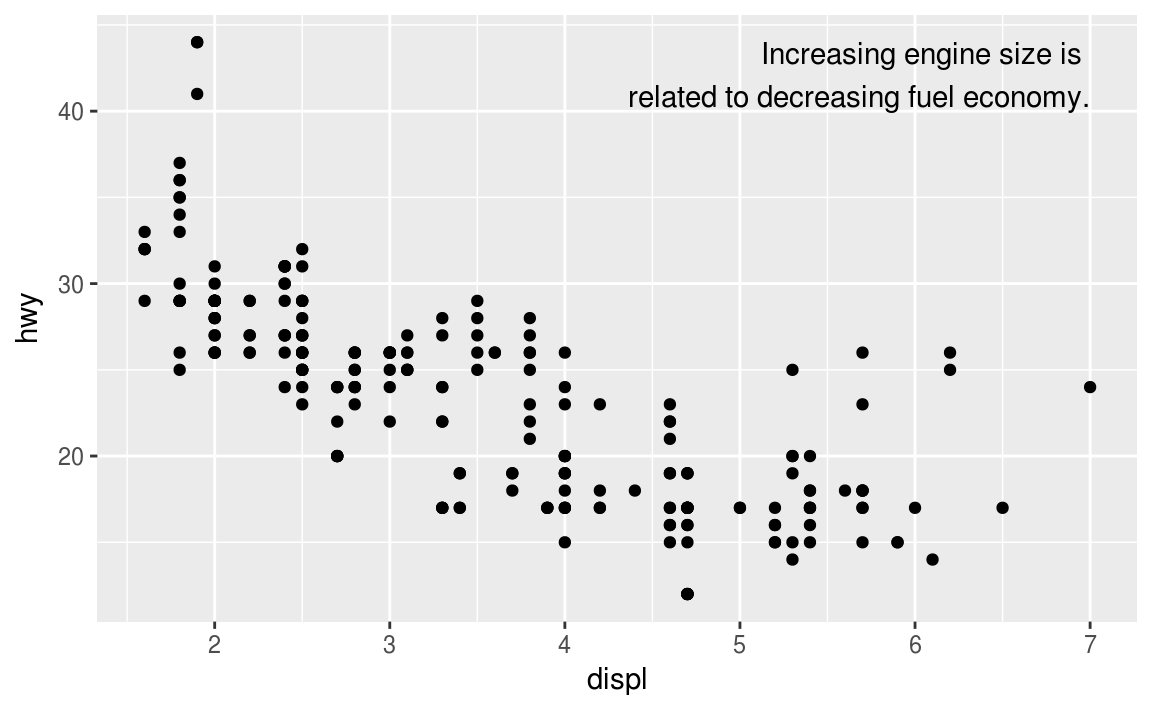 Increasing engine size is
related to decreasing fuel economy.
40
30
20
hwy
2 3 4 5 6 7
displ